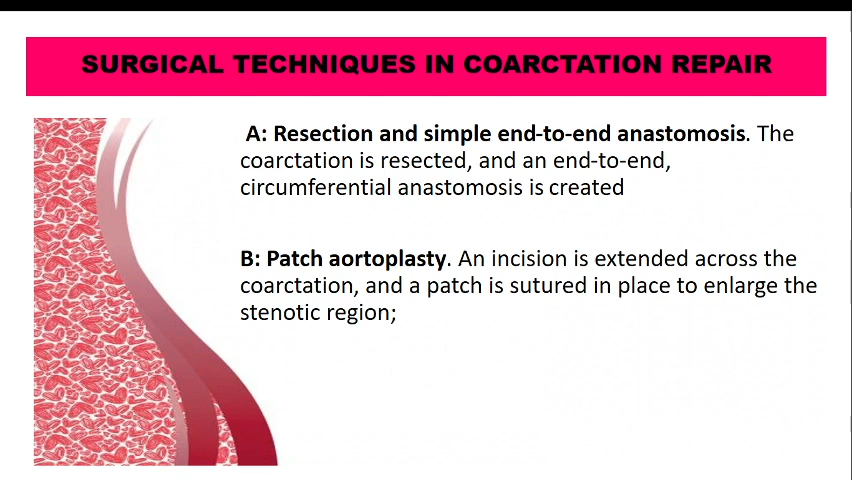 SURGICAL TECHNIQUES IN COARCTATION REPAIR
A: Resection and simple end-to-end anastomosis. The
coarctation is resected, and an end-to-end,
circumferential anastomosis is created
B: Patch aortoplasty. An incision is extended across the
coarctation, and a patch is sutured in place to enlarge the
stenotic region;